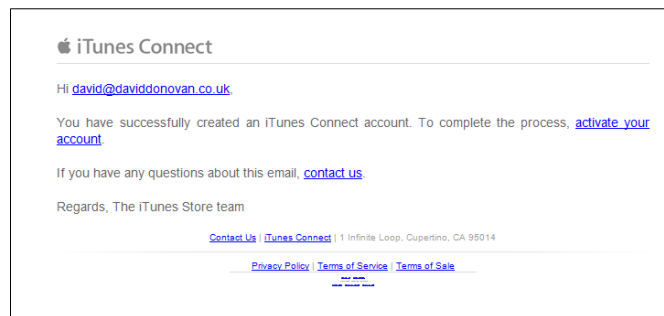 iTunes Connect
Hi david@daviddonovan.co.uk,
You have successfully created an iTunes Connect account. To complete the process, activate your
account.
If you have any questions about this email, contact us.
Regards, The iTunes Store team
Contact Us | iTunes Connect | 1 Infinite Loop, Cupertino, CA 95014
Privacy Policy | Terms of Service | Terms of Sale